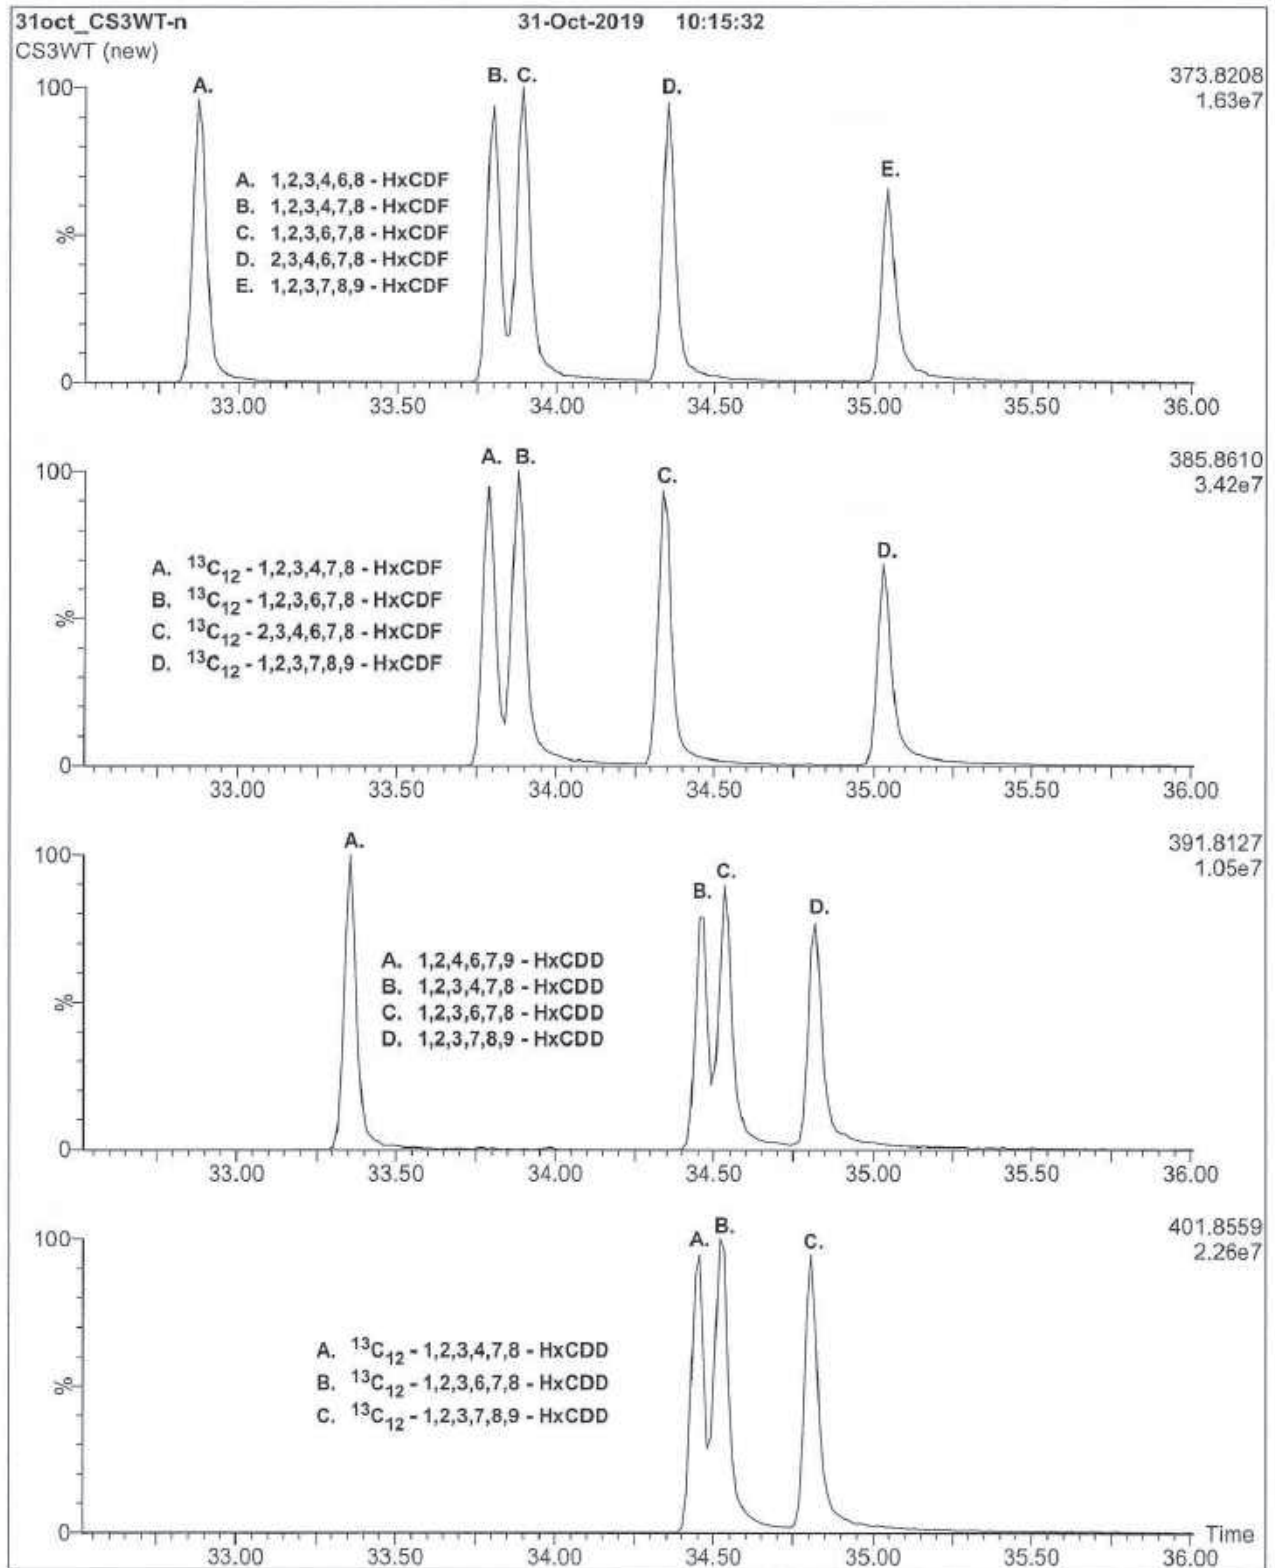 31oct_CS3WT-n 31-Oct-2019 10:15:32
CS3WT (new)
373.8208
1.63e7
100
%
0
A. B. C. D. E.
A. 1,2,3,4,6,8 - HxCDF
B. 1,2,3,4,7,8 - HxCDF
C. 1,2,3,6,7,8 - HxCDF
D. 2,3,4,6,7,8 - HxCDF
E. 1,2,3,7,8,9 - HxCDF
33.00 33.50 34.00 34.50 35.00 35.50 36.00
385.8610
3.42e7
100
%
0
A. B. C. D.
A. ¹³C₁₂ - 1,2,3,4,7,8 - HxCDF
B. ¹³C₁₂ - 1,2,3,6,7,8 - HxCDF
C. ¹³C₁₂ - 2,3,4,6,7,8 - HxCDF
D. ¹³C₁₂ - 1,2,3,7,8,9 - HxCDF
33.00 33.50 34.00 34.50 35.00 35.50 36.00
391.8127
1.05e7
100
%
0
A. B. C. D.
A. 1,2,4,6,7,9 - HxCDD
B. 1,2,3,4,7,8 - HxCDD
C. 1,2,3,6,7,8 - HxCDD
D. 1,2,3,7,8,9 - HxCDD
33.00 33.50 34.00 34.50 35.00 35.50 36.00
401.8559
2.26e7
100
%
0
A. B. C.
A. ¹³C₁₂ - 1,2,3,4,7,8 - HxCDD
B. ¹³C₁₂ - 1,2,3,6,7,8 - HxCDD
C. ¹³C₁₂ - 1,2,3,7,8,9 - HxCDD
Time
33.00 33.50 34.00 34.50 35.00 35.50 36.00